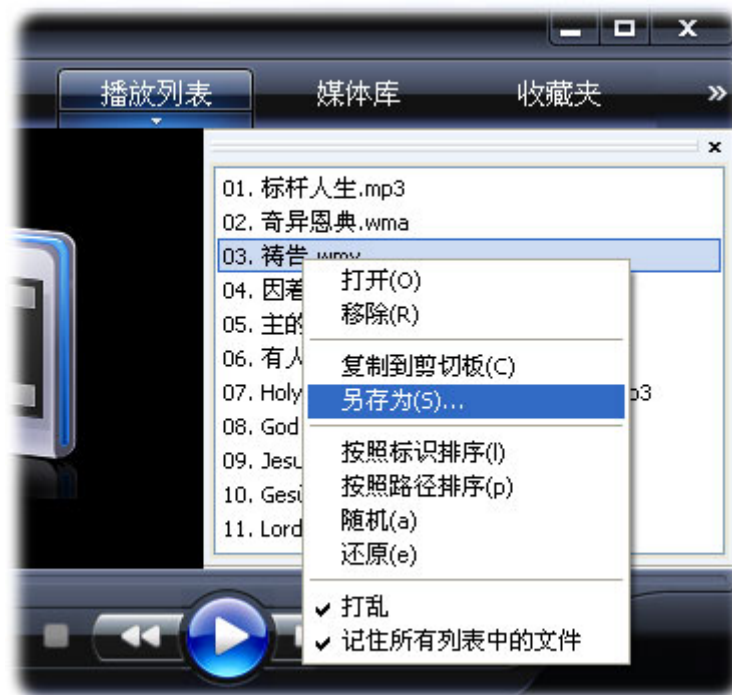 播放列表 媒体库 收藏夹 »
01. 标杆人生.mp3
02. 奇异恩典.wma
03. 祷告.wmv
04. 因着
05. 主的
06. 有人
07. Holy p3
08. God
09. Jesu
10. Gesù
11. Lord
打开(O)
移除(R)
复制到剪切板(C)
另存为(S)...
按照标识排序(I)
按照路径排序(p)
随机(a)
还原(e)
✓ 打乱
✓ 记住所有列表中的文件